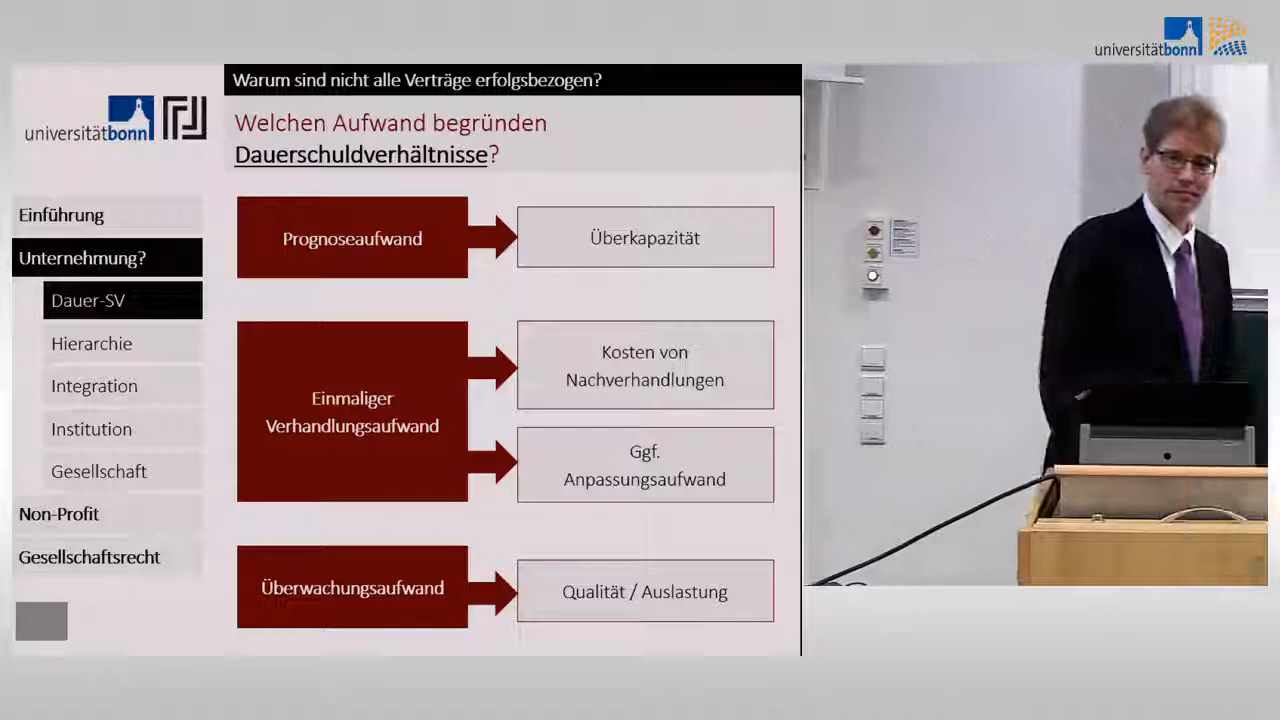 universitätbonn
Warum sind nicht alle Verträge erfolgsbezogen?
universitätbonn
Welchen Aufwand begründen
Dauerschuldverhältnisse?
Einführung
Unternehmung?
Dauer-SV
Hierarchie
Integration
Institution
Gesellschaft
Non-Profit
Gesellschaftsrecht
Prognoseaufwand
Überkapazität
Einmaliger
Verhandlungsaufwand
Kosten von
Nachverhandlungen
Ggf.
Anpassungsaufwand
Überwachungsaufwand
Qualität / Auslastung